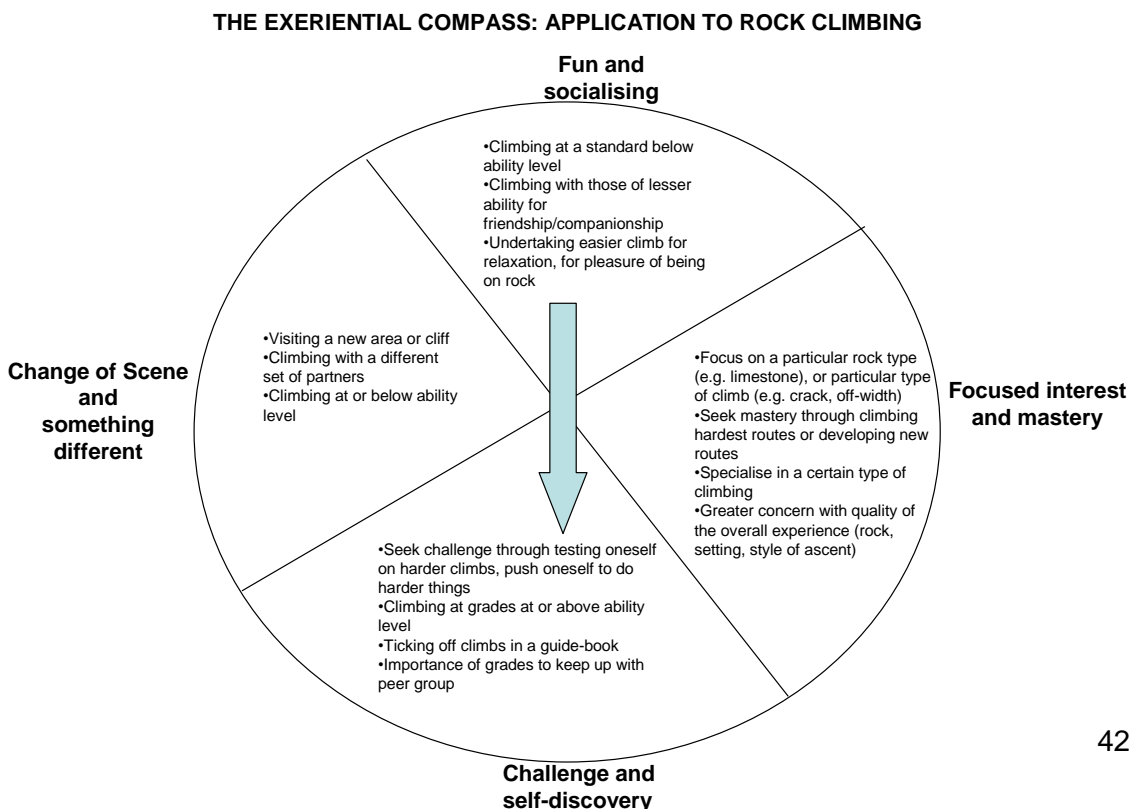 THE EXERIENTIAL COMPASS: APPLICATION TO ROCK CLIMBING
Fun and
socialising
•Climbing at a standard below
ability level
•Climbing with those of lesser
ability for
friendship/companionship
•Undertaking easier climb for
relaxation, for pleasure of being
on rock
Change of Scene
and
something
different
•Visiting a new area or cliff
•Climbing with a different
set of partners
•Climbing at or below ability
level
•Focus on a particular rock type
(e.g. limestone), or particular type
of climb (e.g. crack, off-width)
•Seek mastery through climbing
hardest routes or developing new
routes
•Specialise in a certain type of
climbing
•Greater concern with quality of
the overall experience (rock,
setting, style of ascent)
Focused interest
and mastery
•Seek challenge through testing oneself
on harder climbs, push oneself to do
harder things
•Climbing at grades at or above ability
level
•Ticking off climbs in a guide-book
•Importance of grades to keep up with
peer group
Challenge and
self-discovery
42